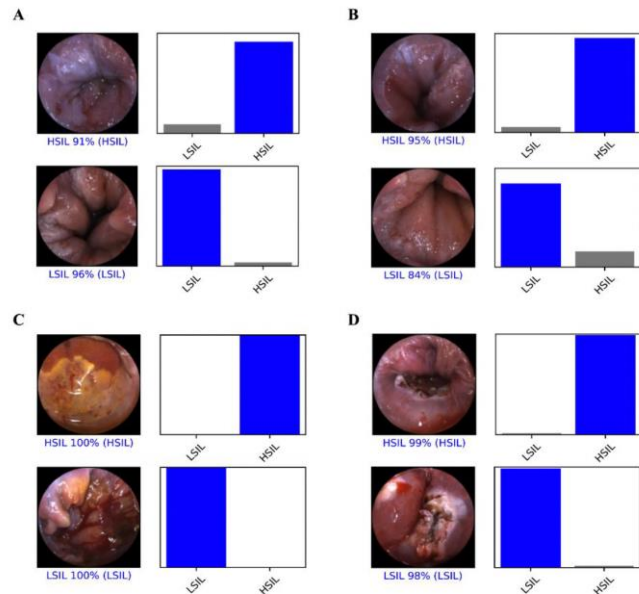 A
HSIL 91% (HSIL)
LSIL
HSIL
LSIL 96% (LSIL)
LSIL
HSIL
B
HSIL 95% (HSIL)
LSIL
HSIL
LSIL 84% (LSIL)
LSIL
HSIL
C
HSIL 100% (HSIL)
LSIL
HSIL
LSIL 100% (LSIL)
LSIL
HSIL
D
HSIL 99% (HSIL)
LSIL
HSIL
LSIL 98% (LSIL)
LSIL
HSIL